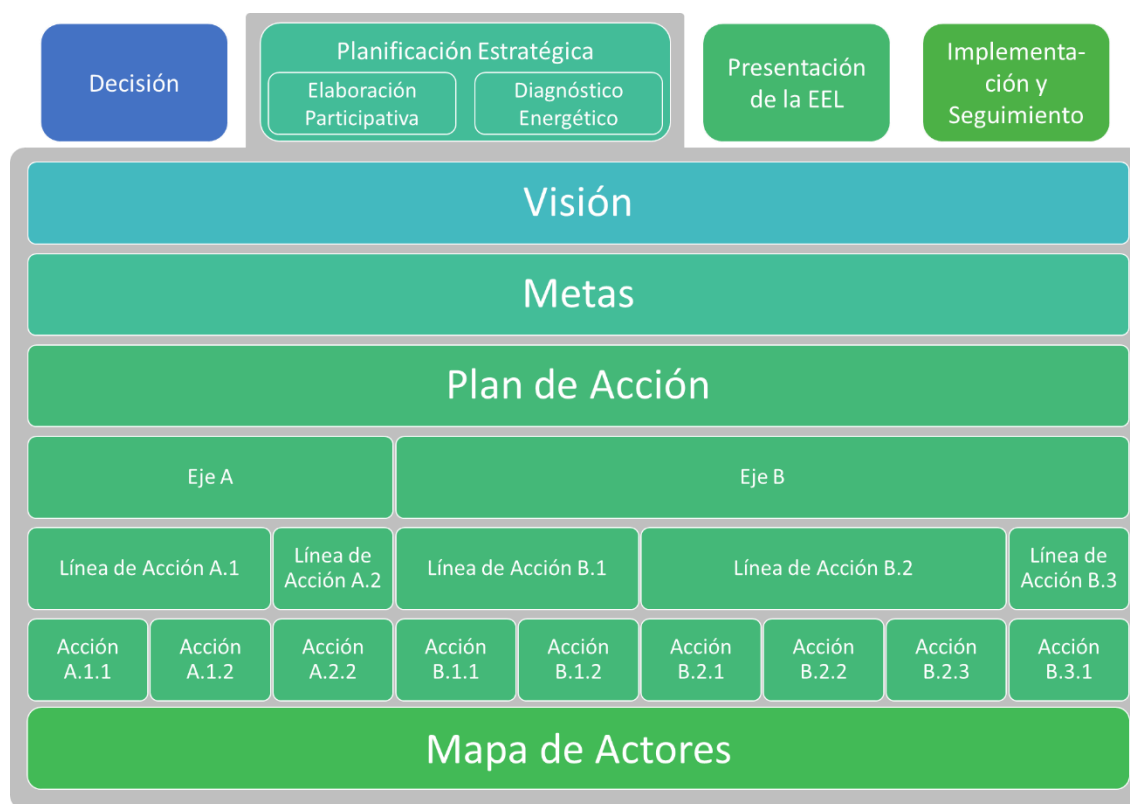 Decisión
Planificación Estratégica
Elaboración
Participativa
Diagnóstico
Energético
Presentación
de la EEL
Implementa-
ción y
Seguimiento
Visión
Metas
Plan de Acción
Eje A
Eje B
Línea de Acción A.1
Línea de
Acción A.2
Línea de Acción B.1
Línea de Acción B.2
Línea de
Acción B.3
Acción
A.1.1
Acción
A.1.2
Acción
A.2.2
Acción
B.1.1
Acción
B.1.2
Acción
B.2.1
Acción
B.2.2
Acción
B.2.3
Acción
B.3.1
Mapa de Actores